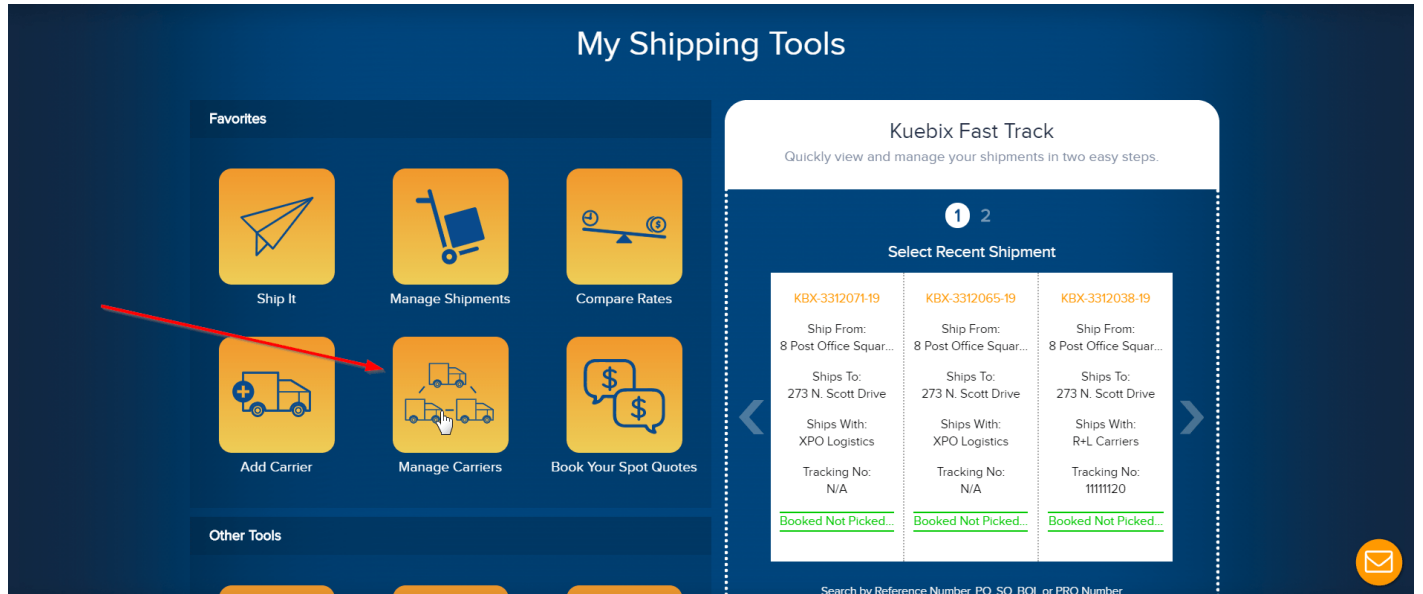 My Shipping Tools
Favorites
Ship It
Manage Shipments
Compare Rates
Add Carrier
Manage Carriers
Book Your Spot Quotes
Other Tools
Kuebix Fast Track
Quickly view and manage your shipments in two easy steps.
1 2
Select Recent Shipment
KBX-3312071-19
Ship From:
8 Post Office Squar...
Ships To:
273 N. Scott Drive
Ships With:
XPO Logistics
Tracking No:
N/A
Booked Not Picked...
KBX-3312065-19
Ship From:
8 Post Office Squar...
Ships To:
273 N. Scott Drive
Ships With:
XPO Logistics
Tracking No:
N/A
Booked Not Picked...
KBX-3312038-19
Ship From:
8 Post Office Squar...
Ships To:
273 N. Scott Drive
Ships With:
R+L Carriers
Tracking No:
11111120
Booked Not Picked...
Search by Reference Number, PO, SO, BOL, or PRO Number